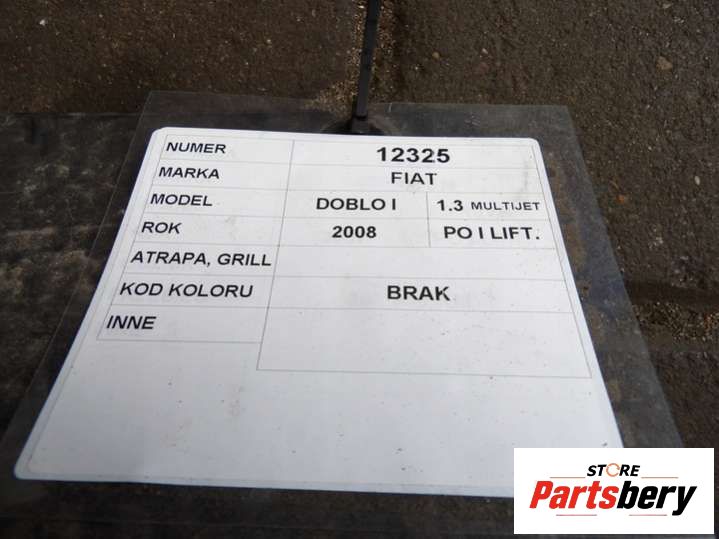 NUMER 12325
MARKA FIAT
MODEL DOBLO I 1.3 MULTIJET
ROK 2008 PO I LIFT.
ATRAPA, GRILL
KOD KOLORU BRAK
INNE
STORE
Partsbery